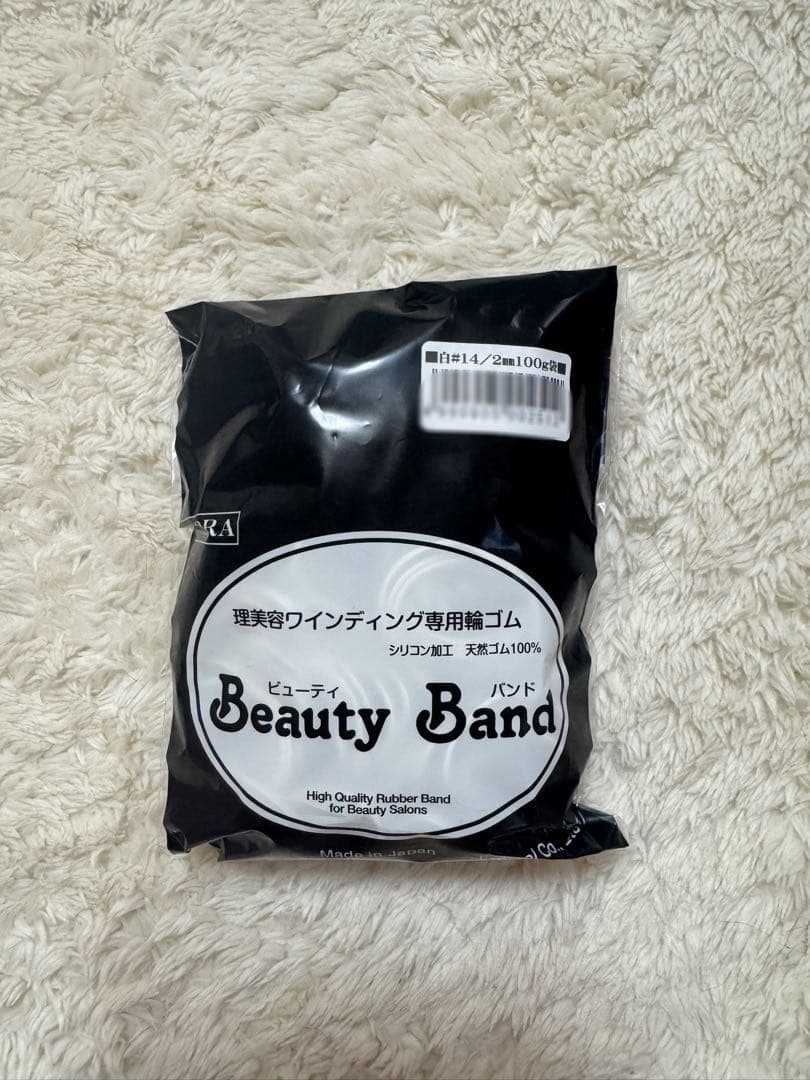 ■白#14/2㎜100g袋■
理美容ワインディング専用輪ゴム
シリコン加工 天然ゴム100%
ビューティ バンド
Beauty Band
High Quality Rubber Band
for Beauty Salons
Made in Japan